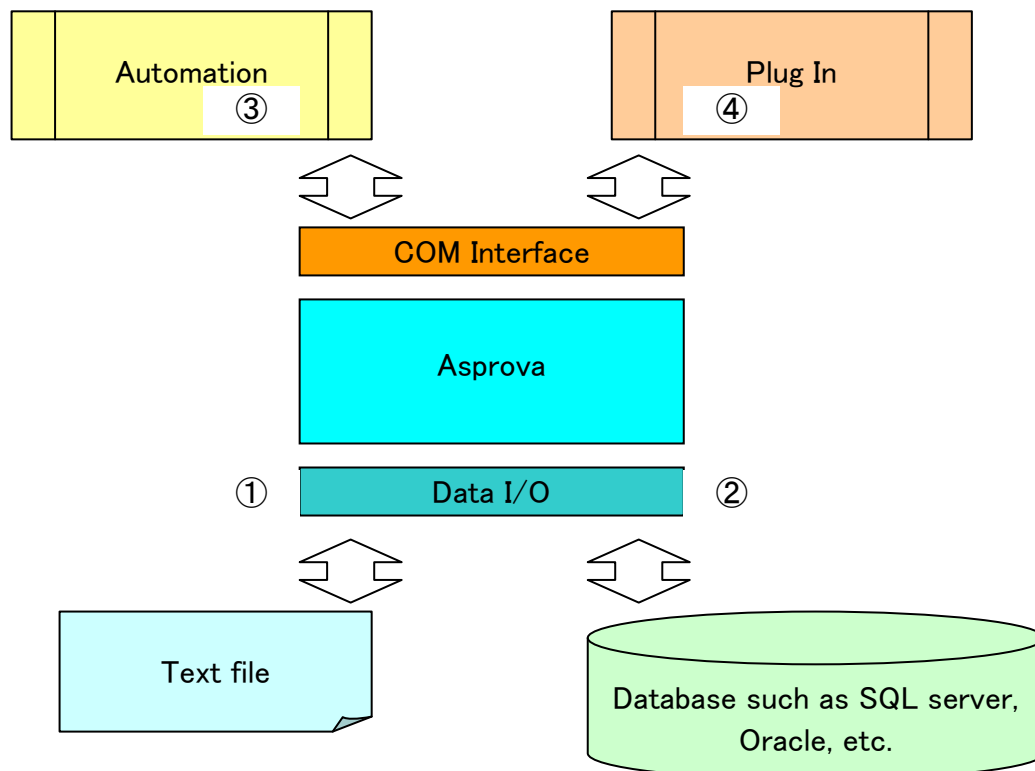 Automation
③
Plug In
④
COM Interface
Asprova
①
Data I/O
②
Text file
Database such as SQL server,
Oracle, etc.